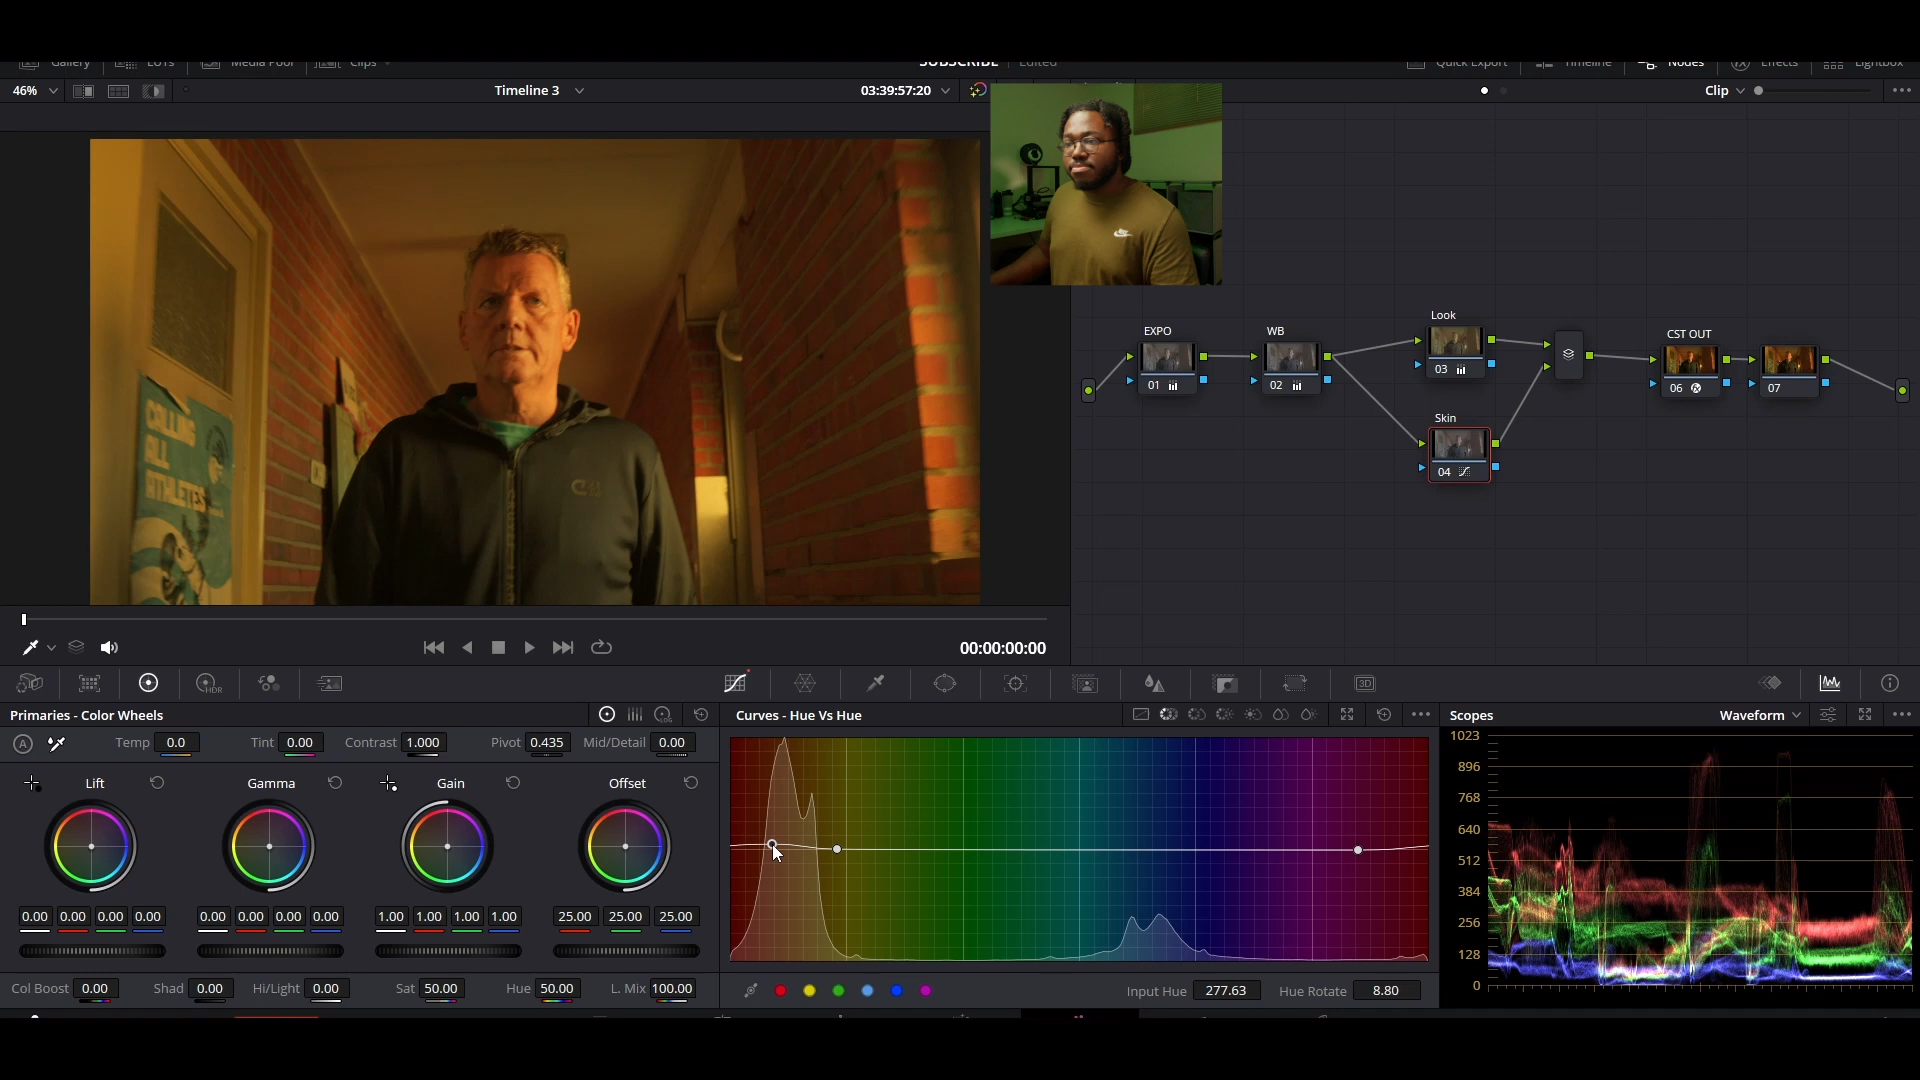 Gallery LUTs Media Pool Clips SUBSCRIBE Edited Quick Export Timeline Nodes Effects Lightbox
46% Timeline 3 03:39:57:20 Clip
CALLING
ALL
ATHLETES
EXPO WB Look CST OUT
01 02 03 06 07
Skin
04
00:00:00:00
HDR 3D
Primaries - Color Wheels LOG Curves - Hue Vs Hue Scopes Waveform
A Temp 0.0 Tint 0.00 Contrast 1.000 Pivot 0.435 Mid/Detail 0.00
Lift Gamma Gain Offset
0.00 0.00 0.00 0.00 0.00 0.00 0.00 0.00 1.00 1.00 1.00 1.00 25.00 25.00 25.00
Col Boost 0.00 Shad 0.00 Hi/Light 0.00 Sat 50.00 Hue 50.00 L. Mix 100.00
Input Hue 277.63 Hue Rotate 8.80
1023
896
768
640
512
384
256
128
0